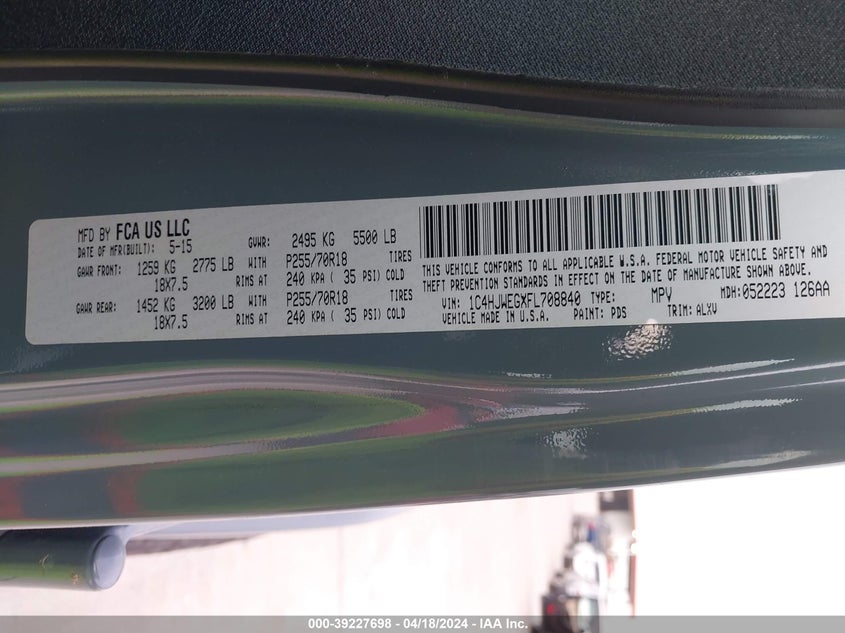 MFD BY FCA US LLC
DATE OF MFR(BUILT): 5-15 GVWR: 2495 KG 5500 LB
GAWR FRONT: 1259 KG 2775 LB WITH P255/70R18 TIRES
18X7.5 RIMS AT 240 KPA ( 35 PSI) COLD
GAWR REAR: 1452 KG 3200 LB WITH P255/70R18 TIRES
18X7.5 RIMS AT 240 KPA ( 35 PSI) COLD
THIS VEHICLE CONFORMS TO ALL APPLICABLE U.S.A. FEDERAL MOTOR VEHICLE SAFETY AND
THEFT PREVENTION STANDARDS IN EFFECT ON THE DATE OF MANUFACTURE SHOWN ABOVE.
VIN: 1C4HJWEGXFL708840 TYPE: MPV MDH: 052223 126AA
VEHICLE MADE IN U.S.A. PAINT: PDS TRIM: ALXV
000-39227698 - 04/18/2024 - IAA Inc.